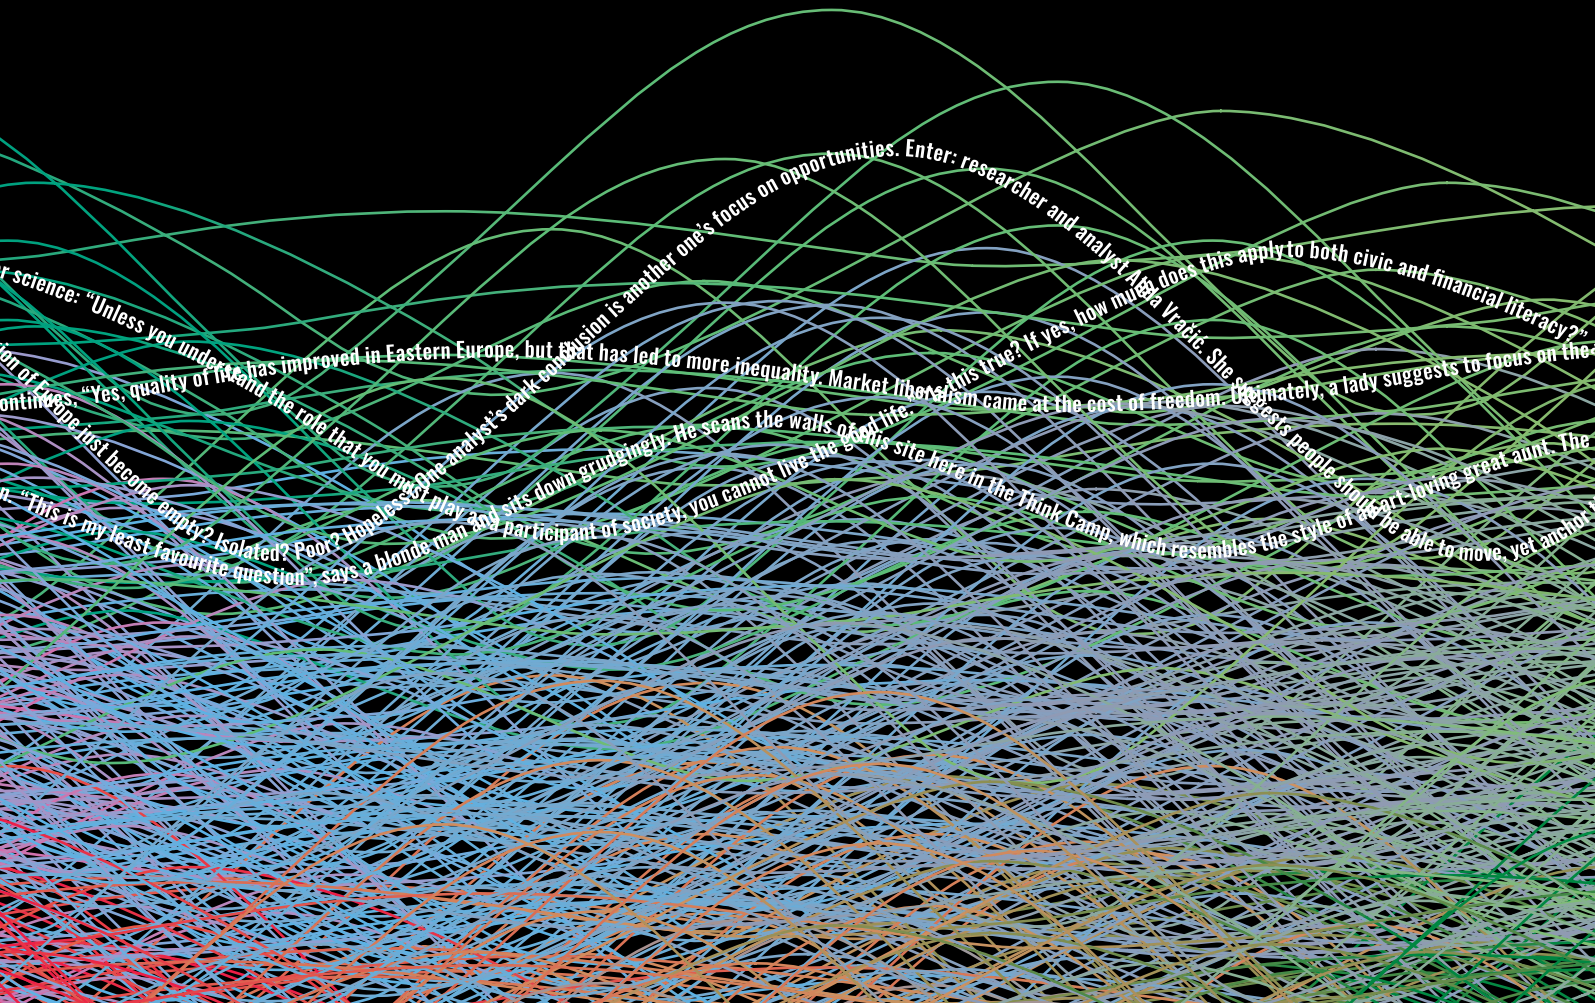 r science: “Unless you understand the role that you must play as a participant of society, you cannot live the good life. this true? If yes, how much does this apply to both civic and financial literacy?”
ontinues, “Yes, quality of life has improved in Eastern Europe, but that has led to more inequality. Market liberalism came at the cost of freedom. Ultimately, a lady suggests to focus on the
ion of Europe just become empty? Isolated? Poor? Hopeless? One analyst’s dark conclusion is another one’s focus on opportunities. Enter: researcher and analyst Vračić. She suggests people should be able to move, yet anchor
n. “This is my least favourite question”, says a blonde man and sits down grudgingly. He scans the walls of this site here in the Think Camp, which resembles the style of an art-loving great aunt. The